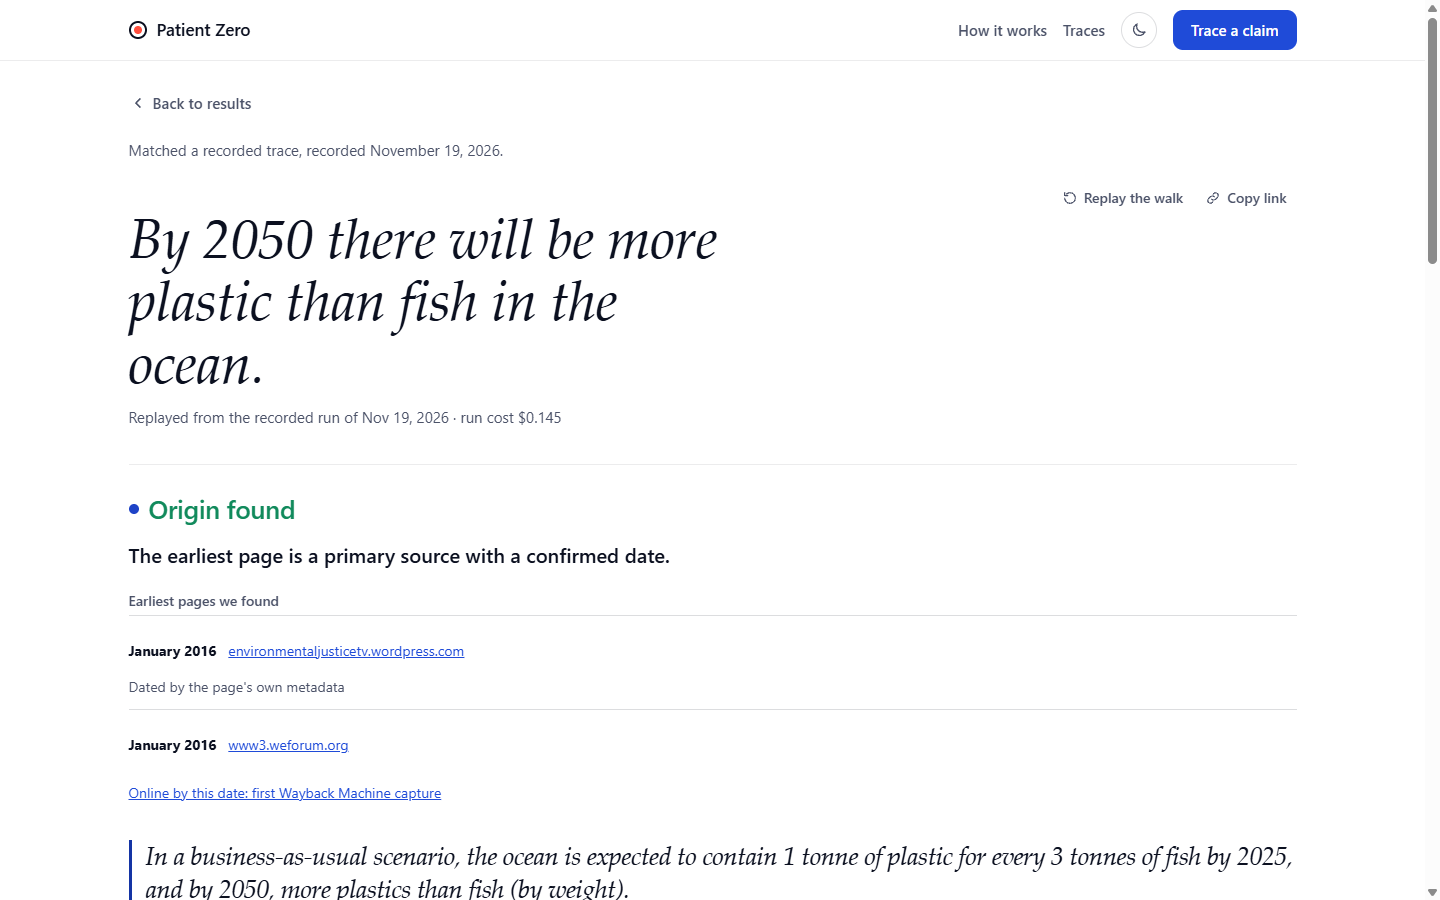 Patient Zero
How it works
Traces
Trace a claim
Back to results
Matched a recorded trace, recorded November 19, 2026.
Replay the walk
Copy link
By 2050 there will be more
plastic than fish in the
ocean.
Replayed from the recorded run of Nov 19, 2026 · run cost $0.145
Origin found
The earliest page is a primary source with a confirmed date.
Earliest pages we found
January 2016 environmentaljusticetv.wordpress.com
Dated by the page's own metadata
January 2016 www3.weforum.org
Online by this date: first Wayback Machine capture
In a business-as-usual scenario, the ocean is expected to contain 1 tonne of plastic for every 3 tonnes of fish by 2025,
and by 2050, more plastics than fish (by weight).